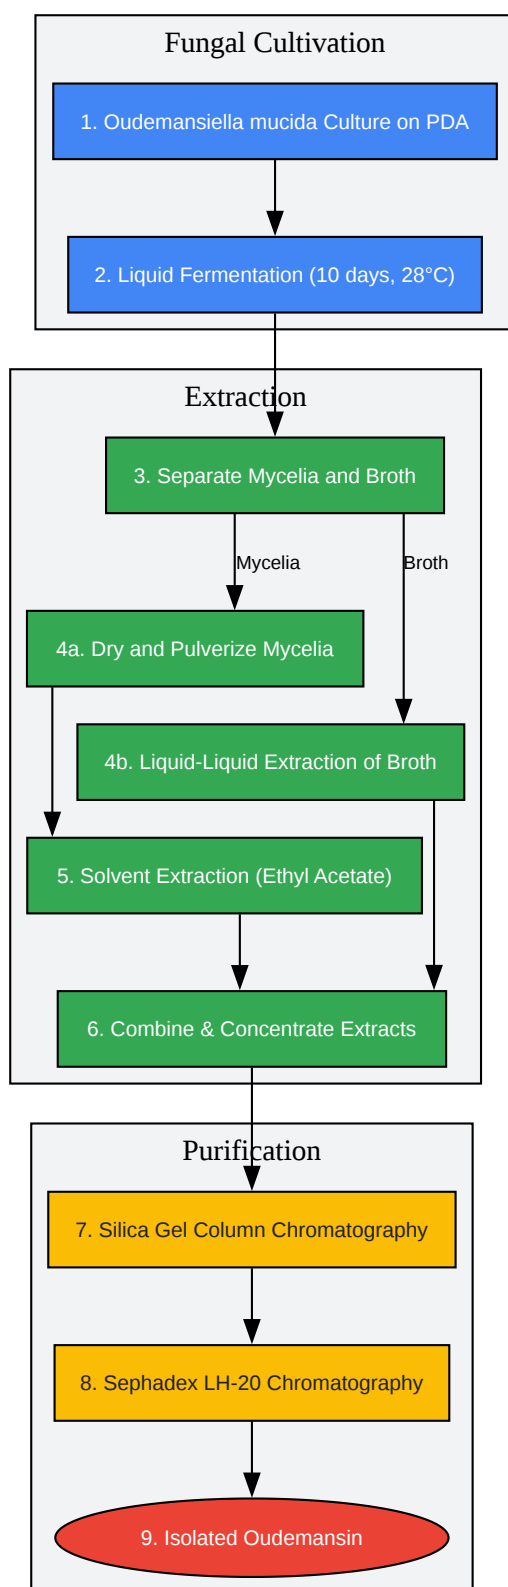 Fungal Cultivation
1. Oudemansiella mucida Culture on PDA
2. Liquid Fermentation (10 days, 28°C)
Extraction
3. Separate Mycelia and Broth
Mycelia
Broth
4a. Dry and Pulverize Mycelia
4b. Liquid-Liquid Extraction of Broth
5. Solvent Extraction (Ethyl Acetate)
6. Combine & Concentrate Extracts
Purification
7. Silica Gel Column Chromatography
8. Sephadex LH-20 Chromatography
9. Isolated Oudemansin